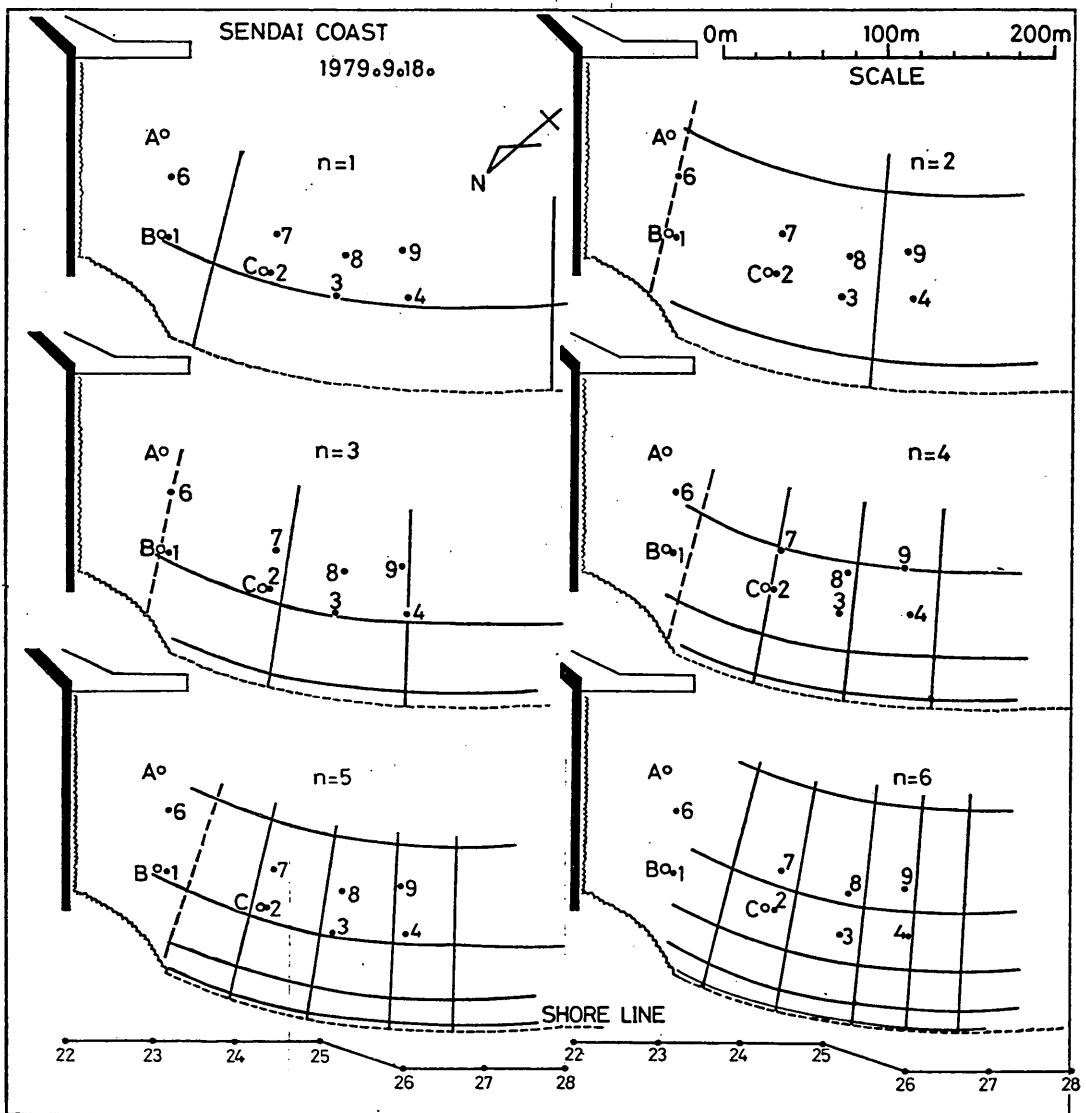 SENDAI COAST
1979.9.18.
0m 100m 200m
SCALE
N
A
6
n=1
B 1
7
C 2
8
9
3
4
A
6
n=2
B 1
7
C 2
8
9
3
4
A
6
n=3
B 1
7
C 2
8
9
3
4
A
6
n=4
B 1
7
C 2
8
9
3
4
A
6
n=5
B 1
7
C 2
8
9
3
4
A
6
n=6
B 1
7
C 2
8
9
3
4
SHORE LINE
22 23 24 25 26 27 28
22 23 24 25 26 27 28